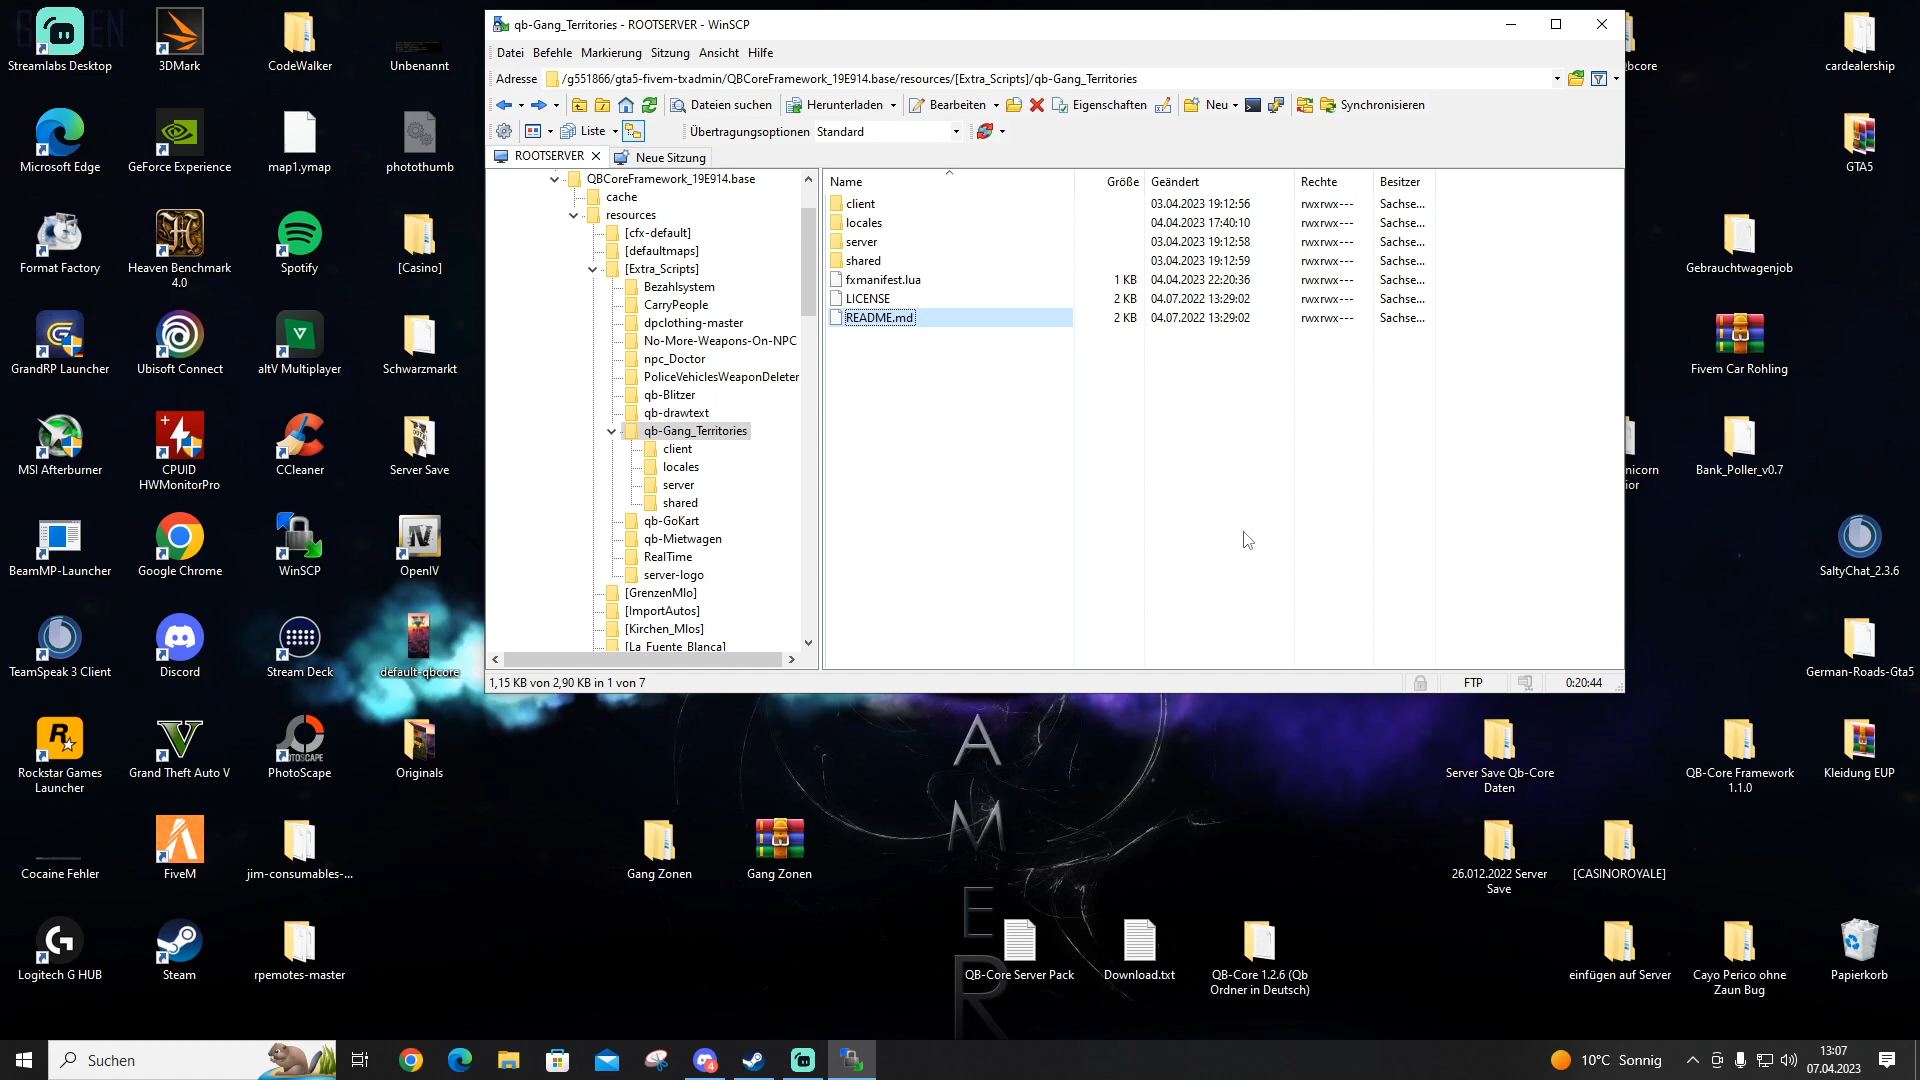 Streamlabs Desktop
3DMark
CodeWalker
Unbenannt
Microsoft Edge
GeForce Experience
map1.ymap
photothumb
Format Factory
Heaven Benchmark
4.0
Spotify
[Casino]
GrandRP Launcher
Ubisoft Connect
altV Multiplayer
Schwarzmarkt
MSI Afterburner
CPUID
HWMonitorPro
CCleaner
Server Save
BeamMP-Launcher
Google Chrome
WinSCP
OpenIV
TeamSpeak 3 Client
Discord
Stream Deck
default-qbcore
Rockstar Games
Launcher
Grand Theft Auto V
PhotoScape
Originals
Cocaine Fehler
FiveM
jim-consumables-...
Logitech G HUB
Steam
rpemotes-master
qb-Gang_Territories - ROOTSERVER - WinSCP
Datei Befehle Markierung Sitzung Ansicht Hilfe
Adresse /g551866/gta5-fivem-txadmin/QBCoreFramework_19E914.base/resources/[Extra_Scripts]/qb-Gang_Territories
Dateien suchen Herunterladen Bearbeiten Eigenschaften Neu Synchronisieren
Liste Übertragungsoptionen Standard
ROOTSERVER Neue Sitzung
QBCoreFramework_19E914.base
cache
resources
[cfx-default]
[defaultmaps]
[Extra_Scripts]
Bezahlsystem
CarryPeople
dpclothing-master
No-More-Weapons-On-NPC
npc_Doctor
PoliceVehiclesWeaponDeleter
qb-Blitzer
qb-drawtext
qb-Gang_Territories
client
locales
server
shared
qb-GoKart
qb-Mietwagen
RealTime
server-logo
[GrenzenMlo]
[ImportAutos]
[Kirchen_Mlos]
[La Fuente Blanca]
Name Größe Geändert Rechte Besitzer
client 03.04.2023 19:12:56 rwxrwx--- Sachse...
locales 04.04.2023 17:40:10 rwxrwx--- Sachse...
server 03.04.2023 19:12:58 rwxrwx--- Sachse...
shared 03.04.2023 19:12:59 rwxrwx--- Sachse...
fxmanifest.lua 1 KB 04.04.2023 22:20:36 rwxrwx--- Sachse...
LICENSE 2 KB 04.07.2022 13:29:02 rwxrwx--- Sachse...
README.md 2 KB 04.07.2022 13:29:02 rwxrwx--- Sachse...
1,15 KB von 2,90 KB in 1 von 7
FTP
0:20:44
bcore
cardealership
GTA5
Gebrauchtwagenjob
Fivem Car Rohling
nicorn
ior
Bank_Poller_v0.7
SaltyChat_2.3.6
German-Roads-Gta5
Server Save Qb-Core
Daten
QB-Core Framework
1.1.0
Kleidung EUP
Gang Zonen
Gang Zonen
26.012.2022 Server
Save
[CASINOROYALE]
QB-Core Server Pack
Download.txt
QB-Core 1.2.6 (Qb
Ordner in Deutsch)
einfügen auf Server
Cayo Perico ohne
Zaun Bug
Papierkorb
A
M
E
R
Suchen
4
10°C Sonnig
13:07
07.04.2023